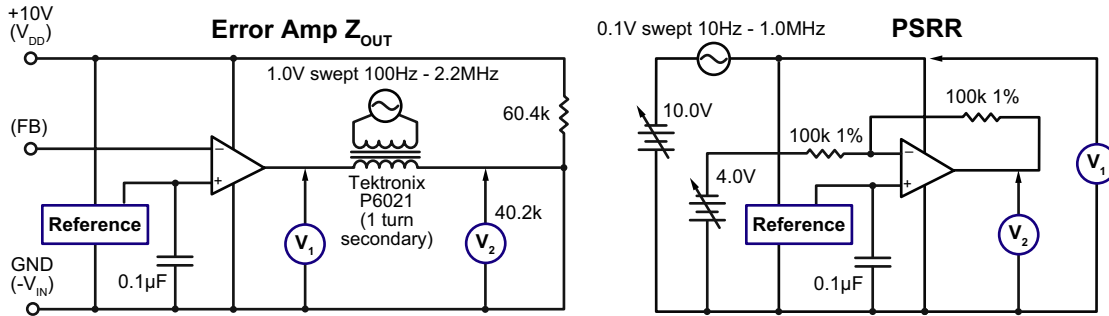 Error Amp ZOUT
+10V
(VDD)
1.0V swept 100Hz - 2.2MHz
60.4k
(FB)
−
+
Tektronix
P6021
(1 turn
secondary)
40.2k
Reference
V1
V2
GND
(-VIN)
0.1µF
PSRR
0.1V swept 10Hz - 1.0MHz
10.0V
100k 1%
100k 1%
4.0V
−
+
V1
Reference
V2
0.1µF